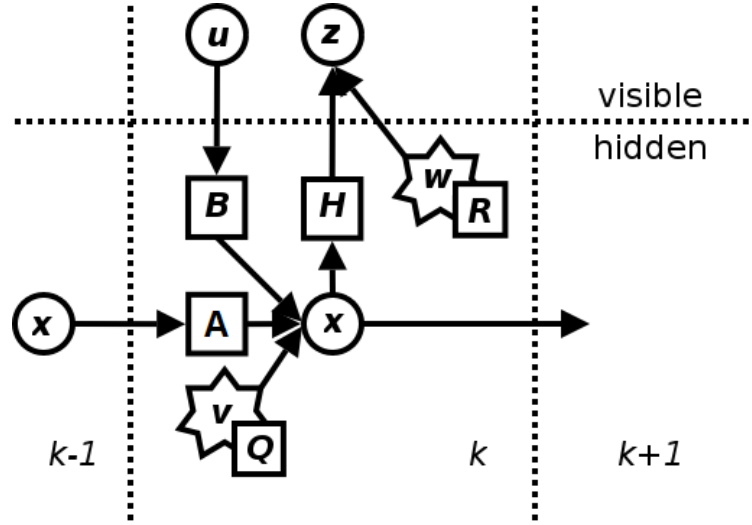 u z
visible
hidden
B H w R
x A x
v Q
k-1 k k+1